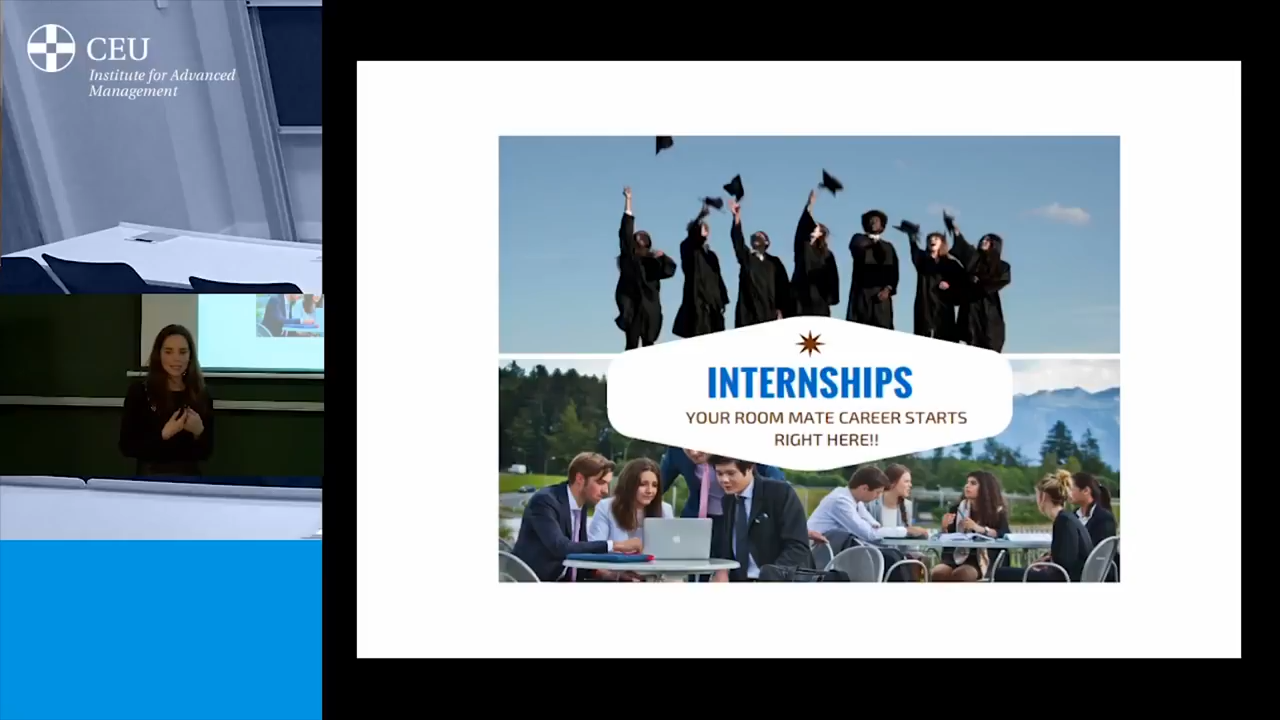 CEU
Institute for Advanced
Management
INTERNSHIPS
YOUR ROOM MATE CAREER STARTS
RIGHT HERE!!